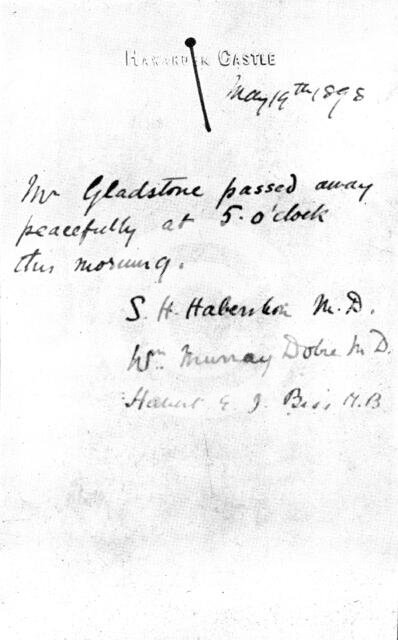 HAWARDEN CASTLE
May 19th 1898
Mr Gladstone passed away
peacefully at 5 o'clock
this morning.
S. H. Habershon M.D.
Wm. Murray Dobie M D.
Hubert E J. Biss M.B